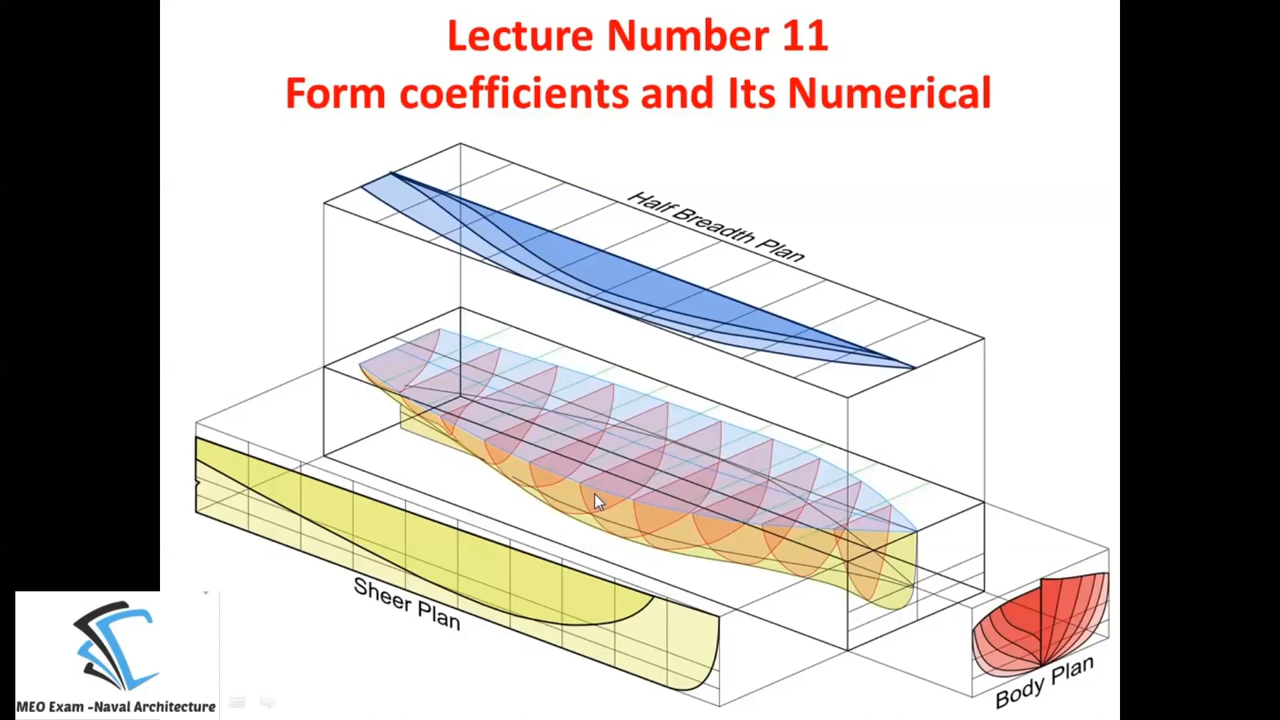 Lecture Number 11
Form coefficients and Its Numerical
Half Breadth Plan
Sheer Plan
Body Plan
MEO Exam -Naval Architecture